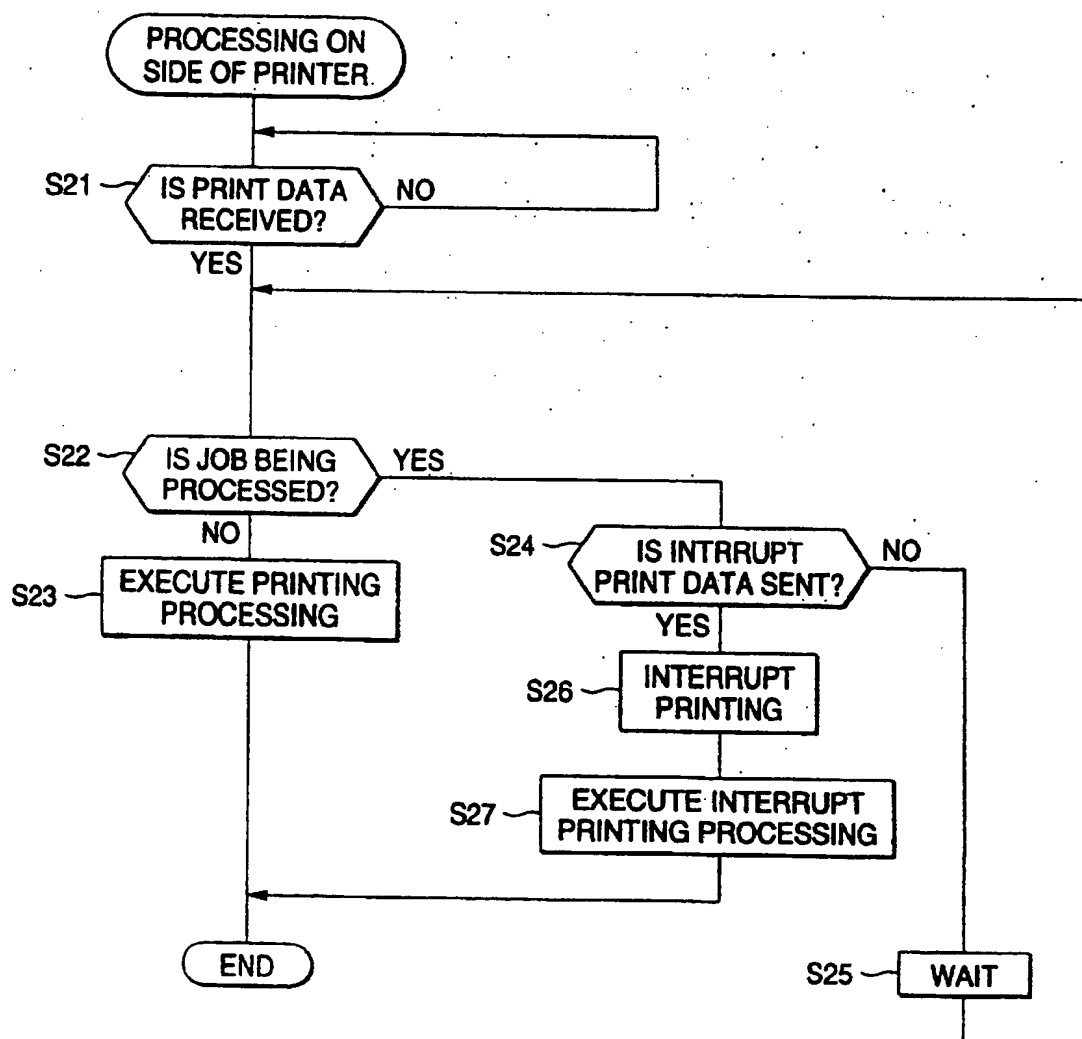 PROCESSING ON
SIDE OF PRINTER
S21
IS PRINT DATA
RECEIVED?
NO
YES
S22
IS JOB BEING
PROCESSED?
YES
NO
S24
IS INTRRUPT
PRINT DATA SENT?
NO
YES
S23
EXECUTE PRINTING
PROCESSING
S26
INTERRUPT
PRINTING
S27
EXECUTE INTERRUPT
PRINTING PROCESSING
END
S25
WAIT